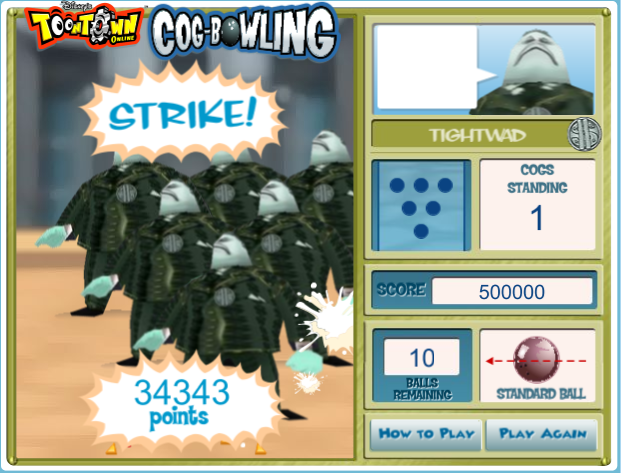 Disney's
TOONTOWN
ONLINE
COG-BOWLING
STRIKE!
34343
points
TIGHTWAD
COGS
STANDING
1
SCORE
500000
10
BALLS
REMAINING
STANDARD BALL
HOW TO PLAY
PLAY AGAIN